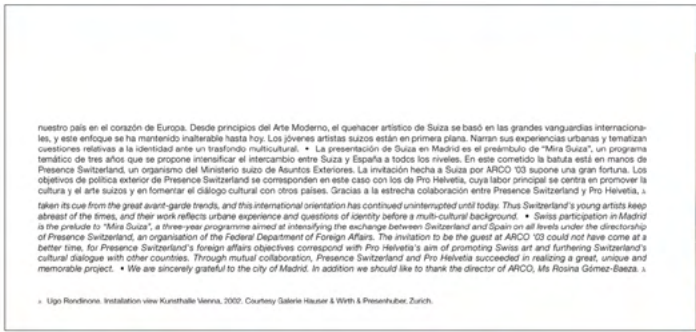 nuestro país en el corazón de Europa. Desde principios del Arte Moderno, el quehacer artístico de Suiza se basó en las grandes vanguardias internaciona-
les, y este enfoque se ha mantenido inalterable hasta hoy. Los jóvenes artistas suizos están en primera plana. Narran sus experiencias urbanas y tematizan
cuestiones relativas a la identidad ante un trasfondo multicultural. • La presentación de Suiza en Madrid es el preámbulo de "Mira Suiza", un programa
temático de tres años que se propone intensificar el intercambio entre Suiza y España a todos los niveles. En este cometido la batuta está en manos de
Presencia Switzerland, un organismo del Ministerio suizo de Asuntos Exteriores. La invitación hecha a Suiza por ARCO '03 supone una gran fortuna. Los
objetivos de política exterior de Presence Switzerland se corresponden en este caso con los de Pro Helvetia, cuya labor principal se centra en promover la
cultura y el arte suizos y en fomentar el diálogo cultural con otros países. Gracias a la estrecha colaboración entre Presence Switzerland y Pro Helvetia,
taken its cue from the great avant-garde trends, and this international orientation has continued uninterrupted until today. Thus Switzerland's young artists keep
abreast of the times, and their work reflects urbane experience and questions of identity before a multi-cultural background. • Swiss participation in Madrid
is the prelude to "Mira Suiza", a three-year programme aimed at intensifying the exchange between Switzerland and Spain on all levels under the directorship
of Presence Switzerland, an organisation of the Federal Department of Foreign Affairs. The invitation to be the guest at ARCO '03 could not have come at a
better time, for Presence Switzerland's foreign affairs objectives correspond with Pro Helvetia's aim of promoting Swiss art and furthering Switzerland's
cultural dialogue with other countries. Through mutual collaboration, Presence Switzerland and Pro Helvetia succeeded in realizing a great, unique and
memorable project. • We are sincerely grateful to the city of Madrid. In addition we should like to thank the director of ARCO, Ms Rosina Gómez-Baeza.
Ugo Rondinone. Instalation view Kunsthalle Vienna, 2002. Courtesy Galerie Hauser & Wirth & Presenhuber, Zurich.